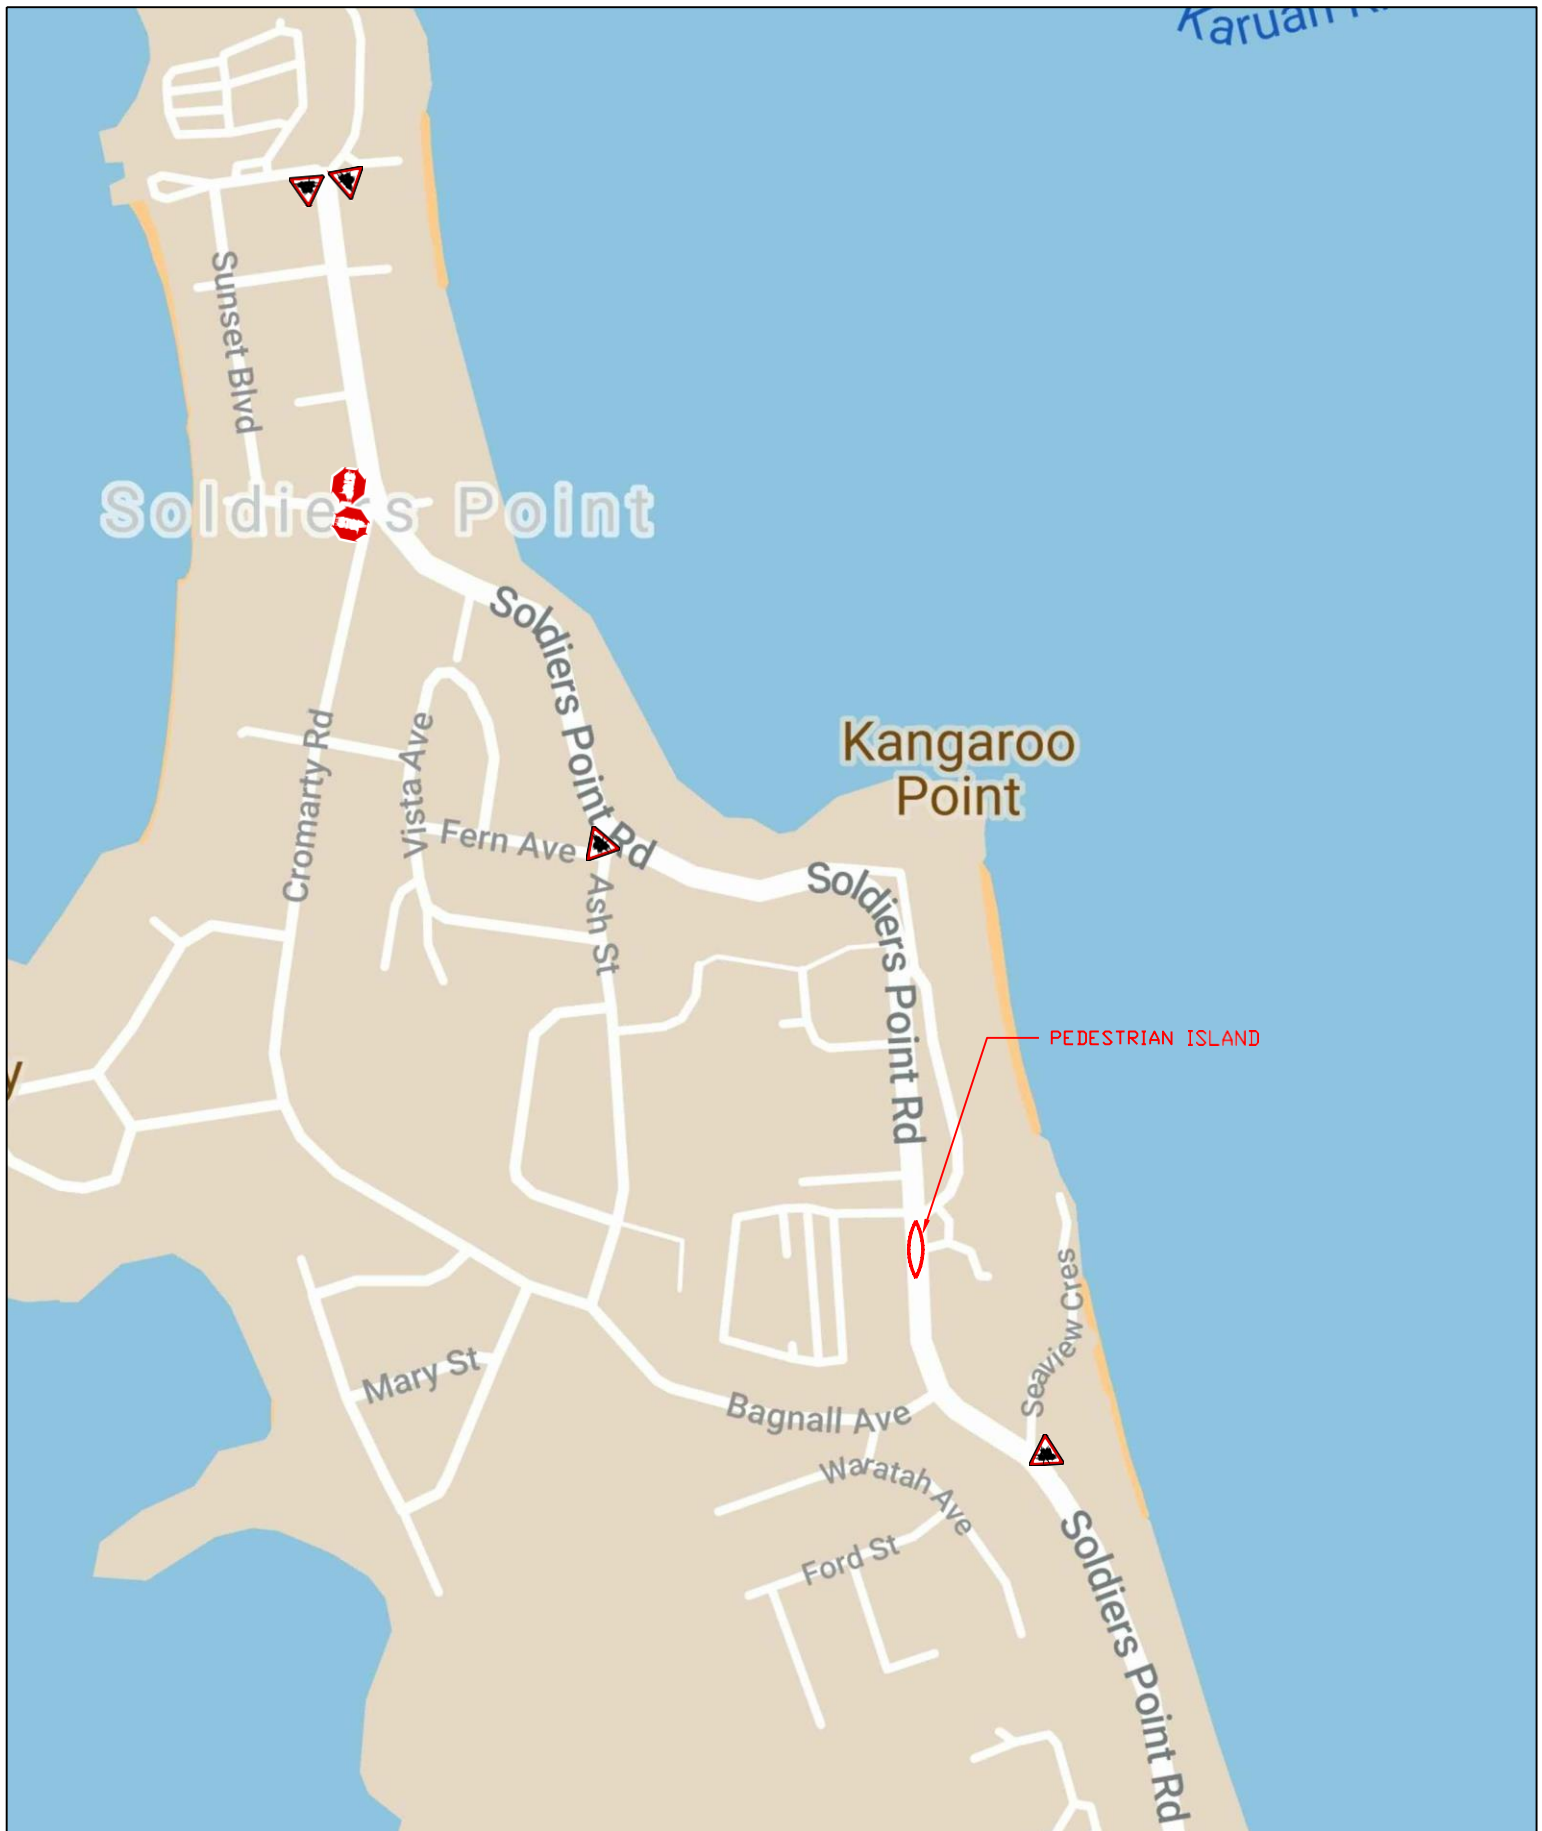 Karuah
Sunset Blvd
Soldiers Point
Soldiers Point Rd
Kangaroo
Point
Cromarty Rd
Vista Ave
Fern Ave
Ash St
Soldiers Point Rd
PEDESTRIAN ISLAND
Seaview Cres
Mary St
Bagnall Ave
Waratah Ave
Ford St
Soldiers Point Rd